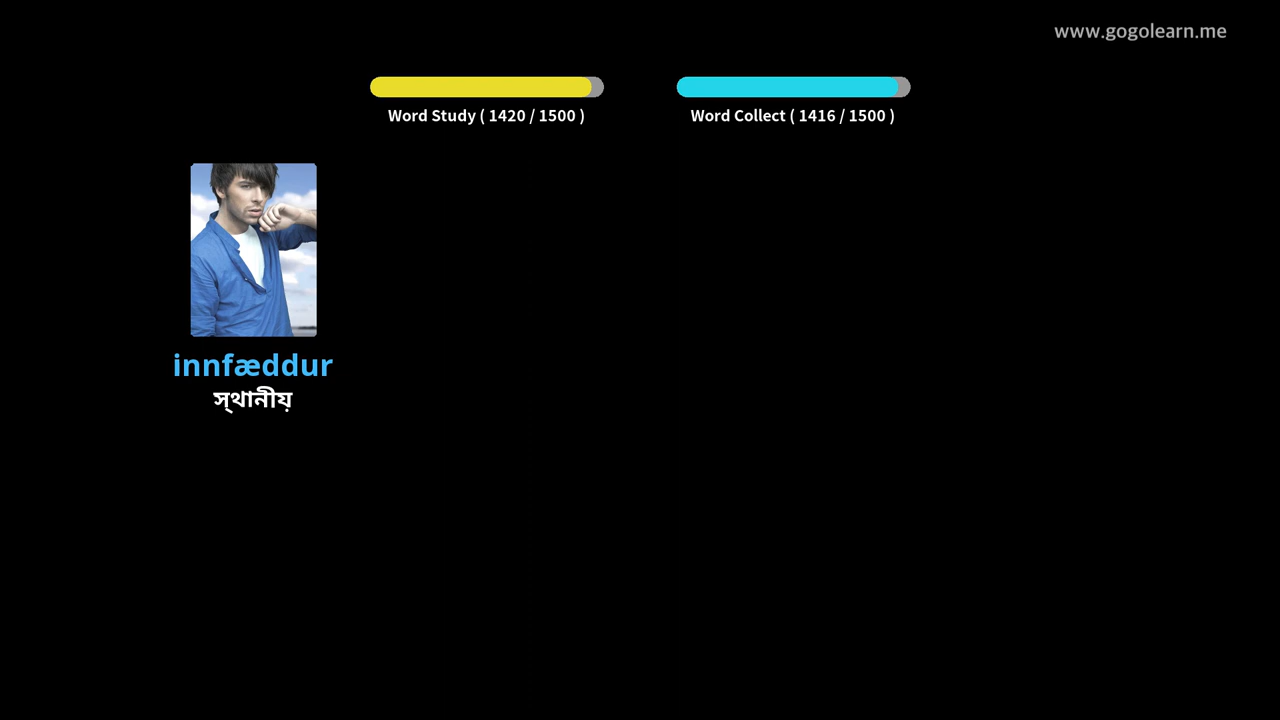 www.gogolearn.me
Word Study ( 1420 / 1500 )
Word Collect ( 1416 / 1500 )
innfæddur
স্থানীয়